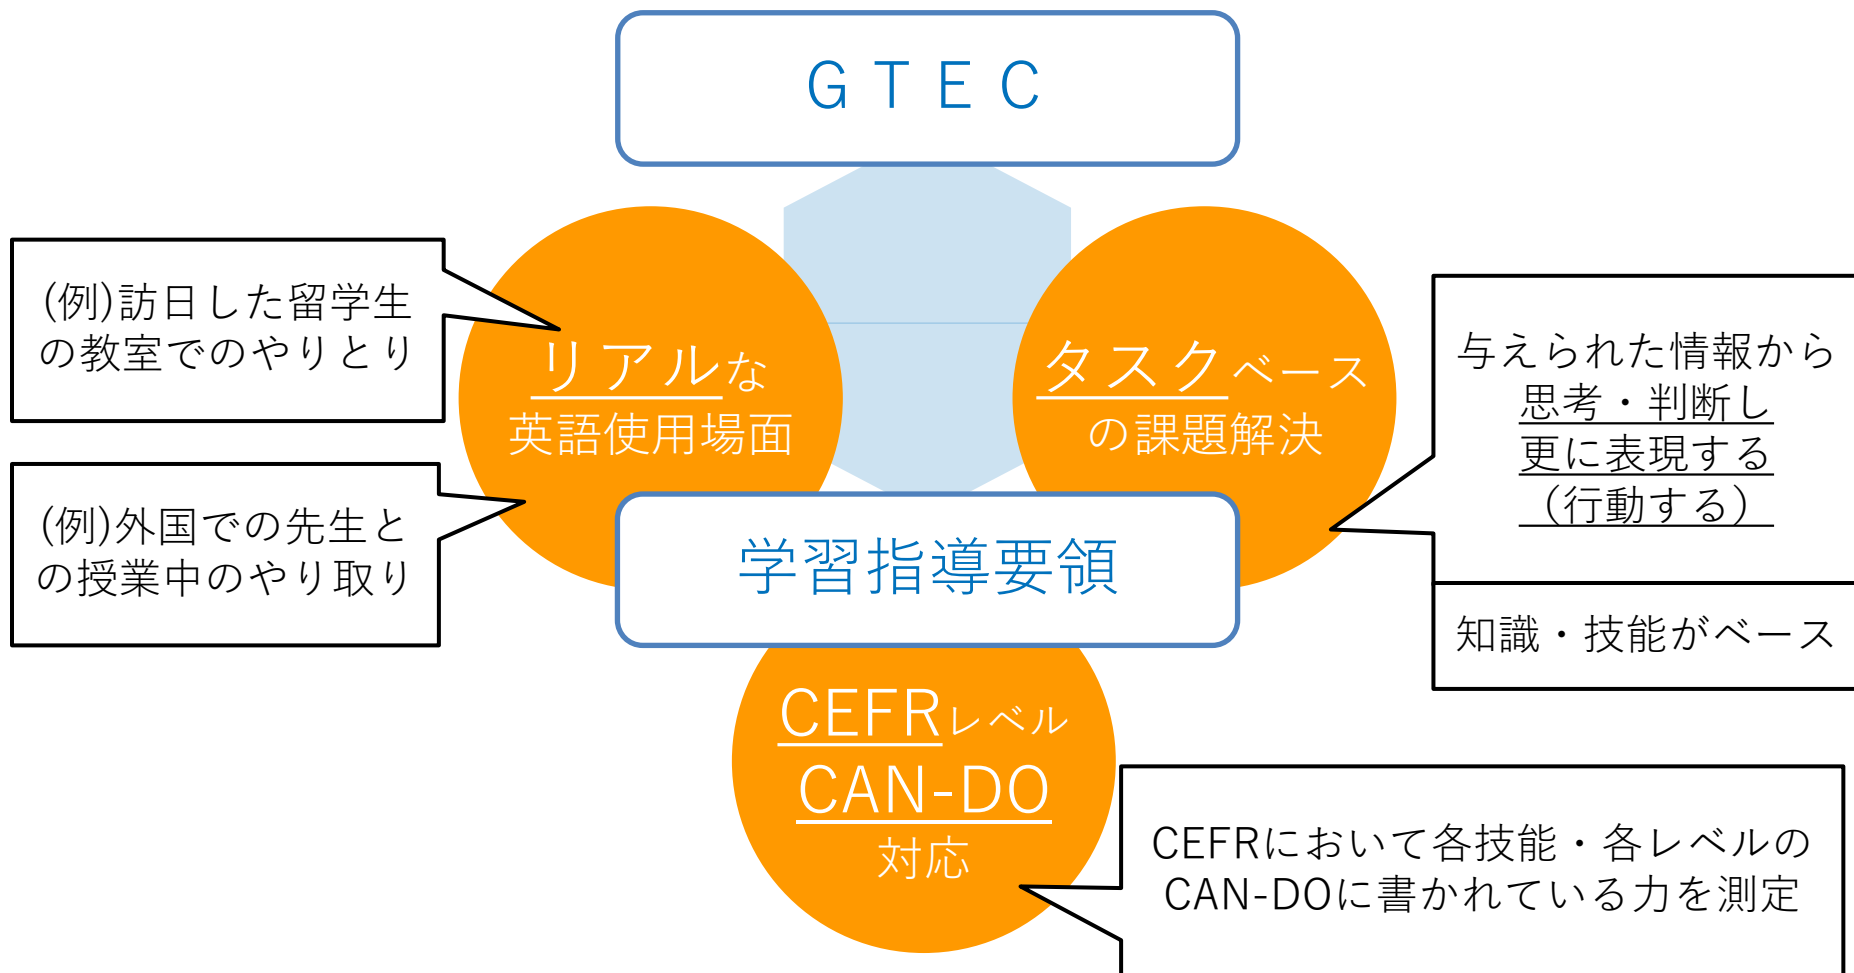 ＧＴＥＣ
(例)訪日した留学生
の教室でのやりとり
リアルな
英語使用場面
タスクベース
の課題解決
与えられた情報から
思考・判断し
更に表現する
（行動する）
(例)外国での先生と
の授業中のやり取り
学習指導要領
知識・技能がベース
CEFRレベル
CAN-DO
対応
CEFRにおいて各技能・各レベルの
CAN-DOに書かれている力を測定